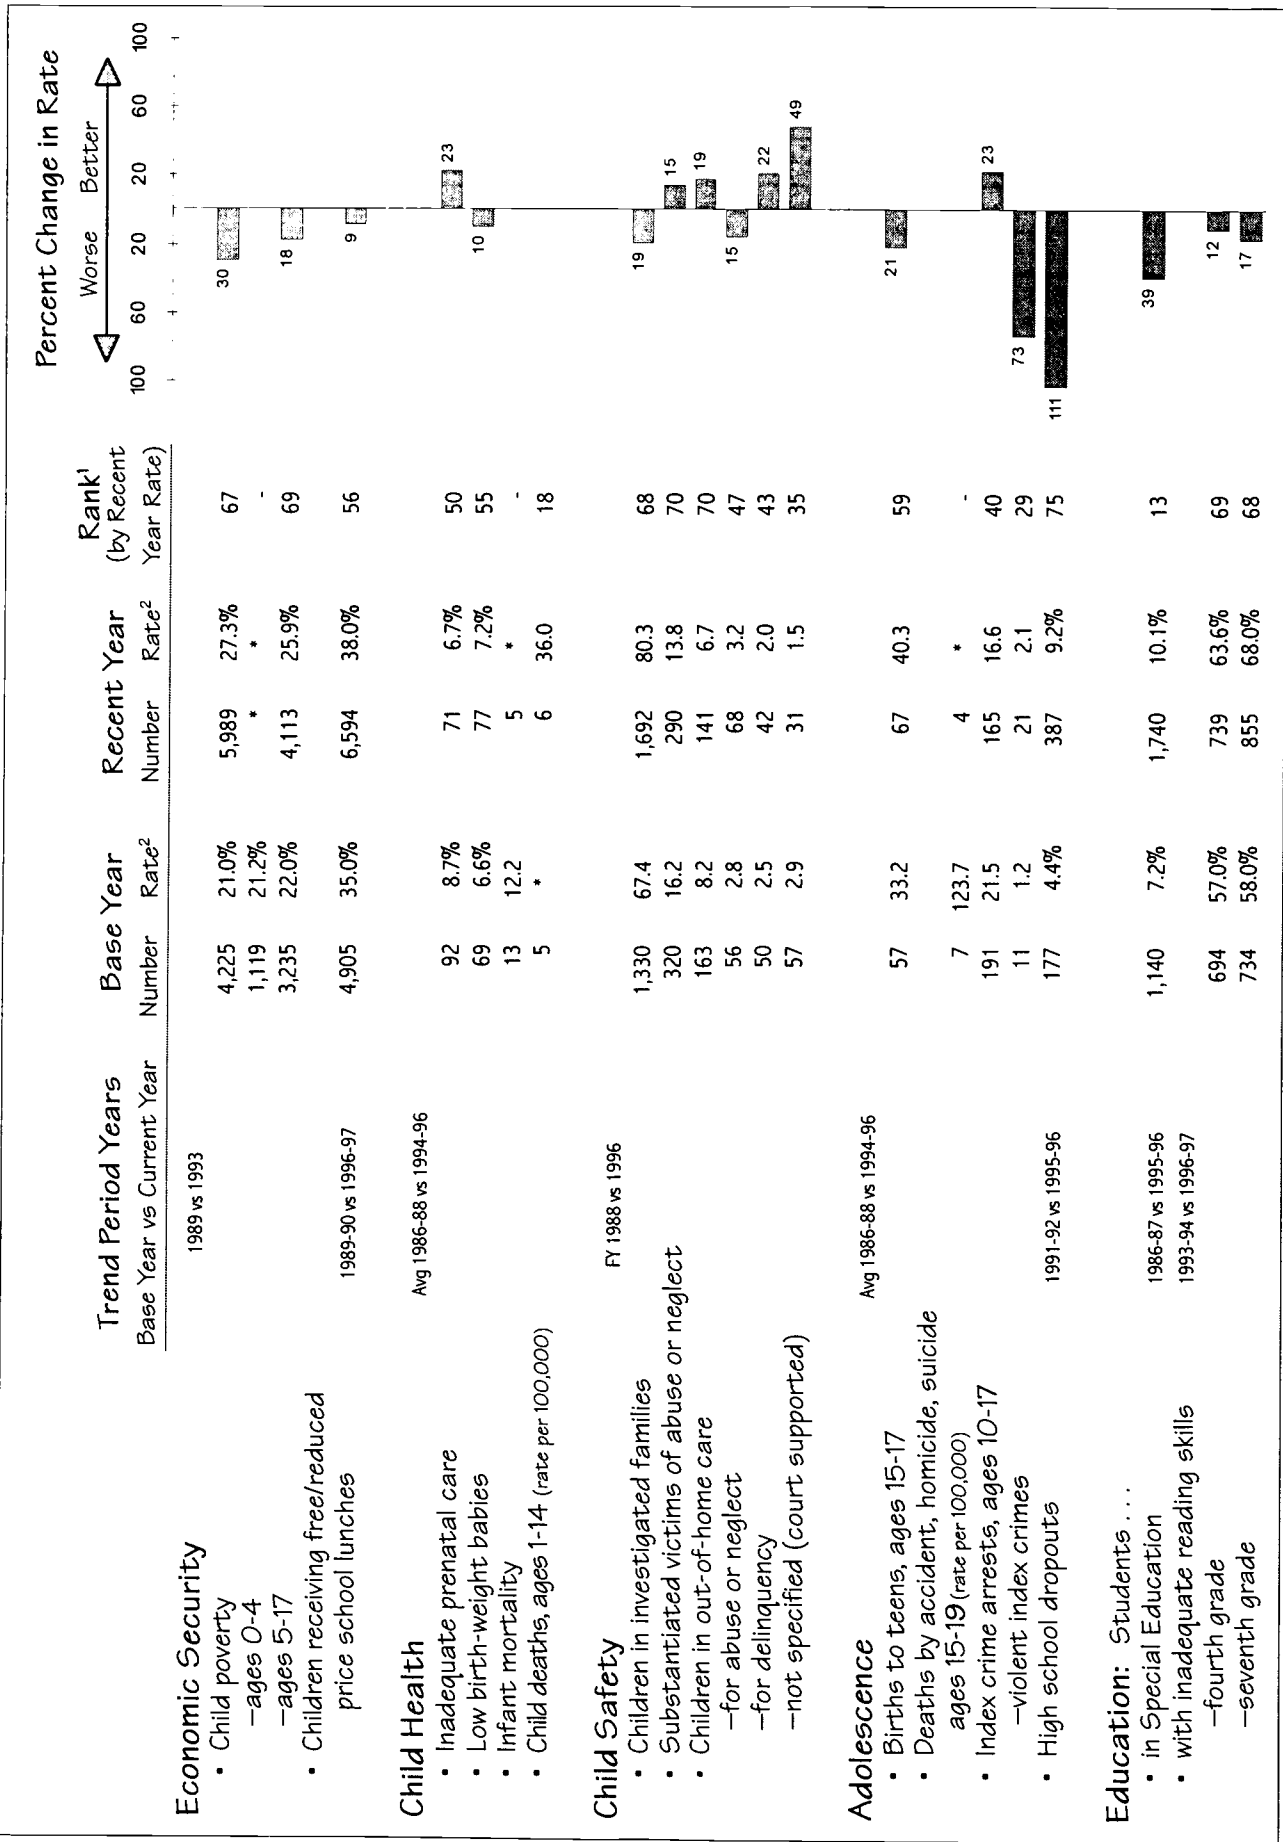 Trend Period Years Base Year Recent Year Rank¹ Percent Change in Rate
(by Recent Worse Better
Base Year vs Current Year Number Rate² Number Rate² Year Rate) 100 60 20 20 60 100
Economic Security
• Child poverty 1989 vs 1993 4,225 21.0% 5,989 27.3% 67 30
–ages 0-4 1,119 21.2% * * -
–ages 5-17 3,235 22.0% 4,113 25.9% 69 18
• Children receiving free/reduced
price school lunches 1989-90 vs 1996-97 4,905 35.0% 6,594 38.0% 56 9
Child Health Avg 1986-88 vs 1994-96
• Inadequate prenatal care 92 8.7% 71 6.7% 50 23
• Low birth-weight babies 69 6.6% 77 7.2% 55 10
• Infant mortality 13 12.2 5 * -
• Child deaths, ages 1-14 (rate per 100,000) 5 * 6 36.0 18
Child Safety FY 1988 vs 1996
• Children in investigated families 1,330 67.4 1,692 80.3 68 19
• Substantiated victims of abuse or neglect 320 16.2 290 13.8 70 15
• Children in out-of-home care 163 8.2 141 6.7 70 19
–for abuse or neglect 56 2.8 68 3.2 47 15
–for delinquency 50 2.5 42 2.0 43 22
–not specified (court supported) 57 2.9 31 1.5 35 49
Adolescence Avg 1986-88 vs 1994-96
• Births to teens, ages 15-17 57 33.2 67 40.3 59 21
• Deaths by accident, homicide, suicide
ages 15-19 (rate per 100,000) 7 123.7 4 * -
• Index crime arrests, ages 10-17 191 21.5 165 16.6 40 23
–violent index crimes 11 1.2 21 2.1 29 73
• High school dropouts 1991-92 vs 1995-96 177 4.4% 387 9.2% 75 111
Education: Students . . .
• in Special Education 1986-87 vs 1995-96 1,140 7.2% 1,740 10.1% 13 39
• with inadequate reading skills 1993-94 vs 1996-97
–fourth grade 694 57.0% 739 63.6% 69 12
–seventh grade 734 58.0% 855 68.0% 68 17